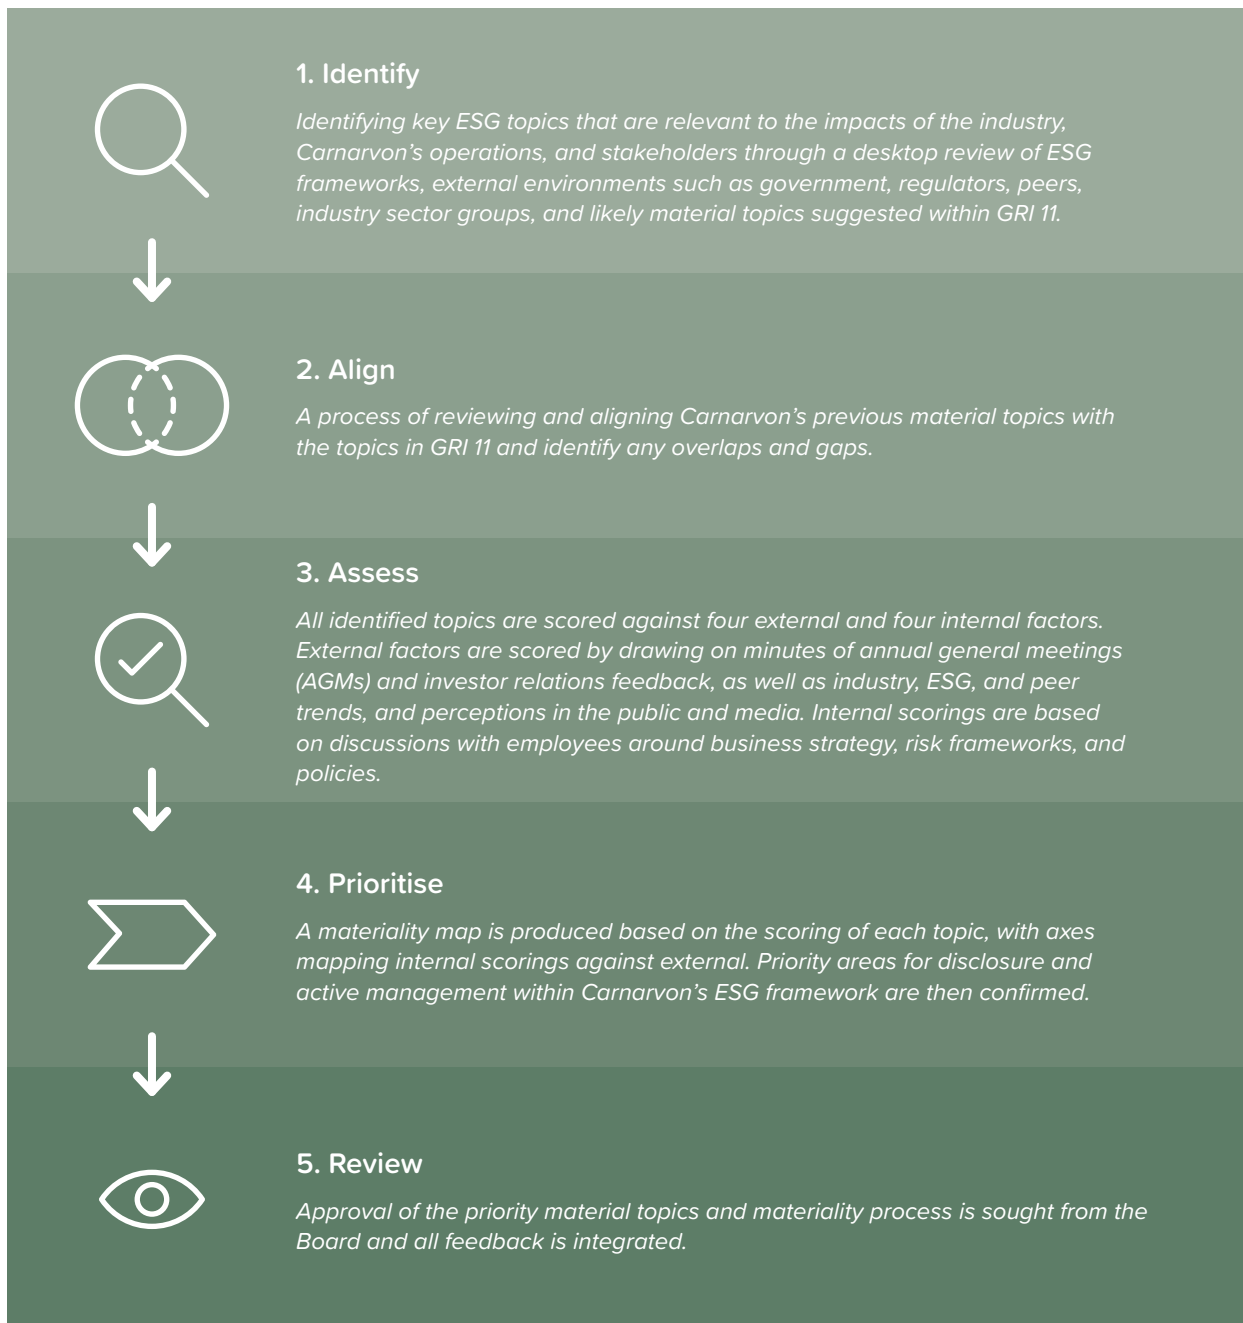 1. Identify
Identifying key ESG topics that are relevant to the impacts of the industry,
Carnarvon’s operations, and stakeholders through a desktop review of ESG
frameworks, external environments such as government, regulators, peers,
industry sector groups, and likely material topics suggested within GRI 11.
2. Align
A process of reviewing and aligning Carnarvon’s previous material topics with
the topics in GRI 11 and identify any overlaps and gaps.
3. Assess
All identified topics are scored against four external and four internal factors.
External factors are scored by drawing on minutes of annual general meetings
(AGMs) and investor relations feedback, as well as industry, ESG, and peer
trends, and perceptions in the public and media. Internal scorings are based
on discussions with employees around business strategy, risk frameworks, and
policies.
4. Prioritise
A materiality map is produced based on the scoring of each topic, with axes
mapping internal scorings against external. Priority areas for disclosure and
active management within Carnarvon’s ESG framework are then confirmed.
5. Review
Approval of the priority material topics and materiality process is sought from the
Board and all feedback is integrated.